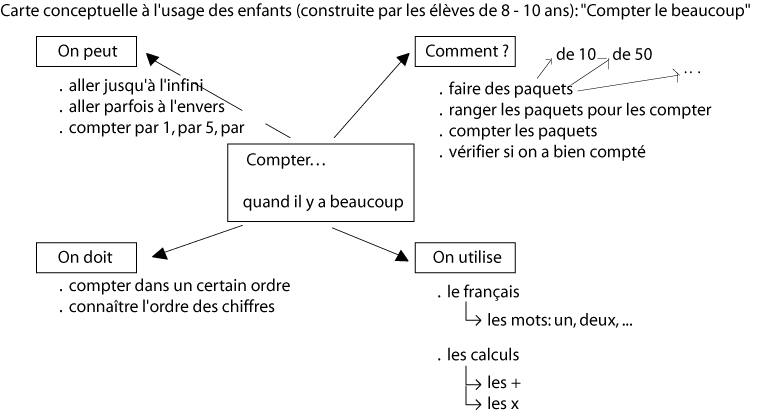 Carte conceptuelle à l'usage des enfants (construite par les élèves de 8 - 10 ans): "Compter le beaucoup"
On peut
. aller jusqu'à l'infini
. aller parfois à l'envers
. compter par 1, par 5, par
Comment ?
de 10 de 50 ...
. faire des paquets
. ranger les paquets pour les compter
. compter les paquets
. vérifier si on a bien compté
Compter...
quand il y a beaucoup
On doit
. compter dans un certain ordre
. connaître l'ordre des chiffres
On utilise
. le français
les mots: un, deux, ...
. les calculs
les +
les x